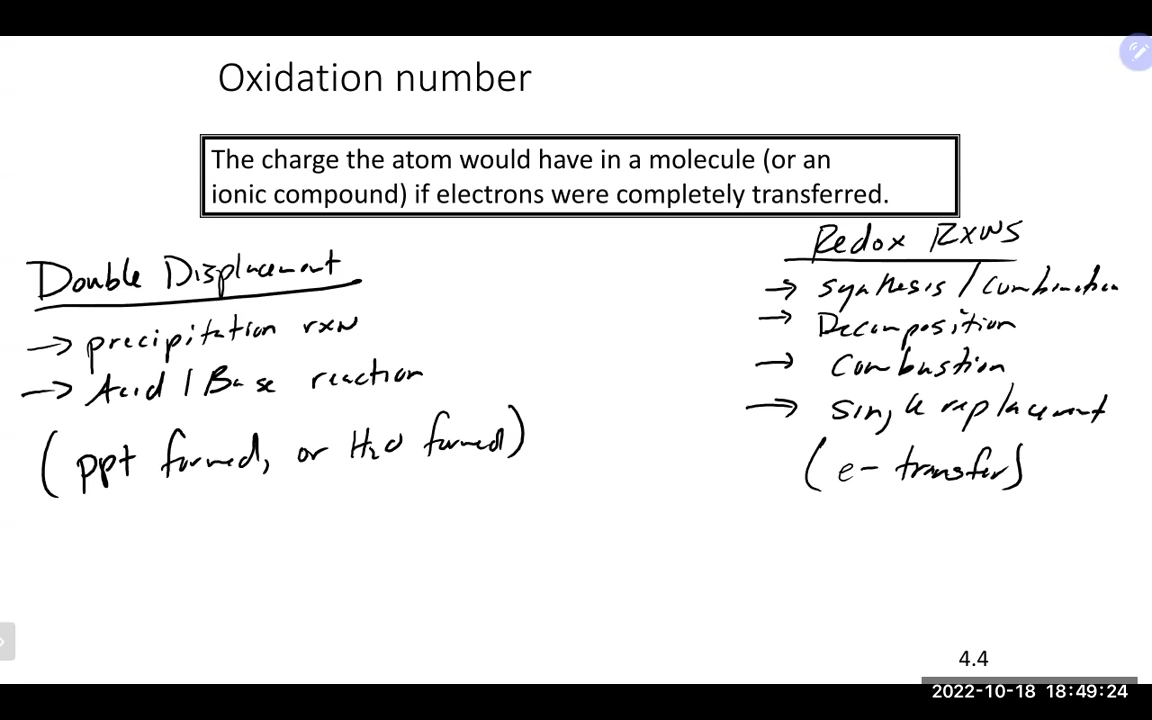 Oxidation number
The charge the atom would have in a molecule (or an
ionic compound) if electrons were completely transferred.
Double Displacement
→ precipitation rxn
→ Acid / Base reaction
(ppt formed, or H₂O formed)
Redox Rxns
→ synthesis / Combination
→ Decomposition
→ Combustion
→ single replacement
(e- transfer)
4.4
2022-10-18 18:49:24